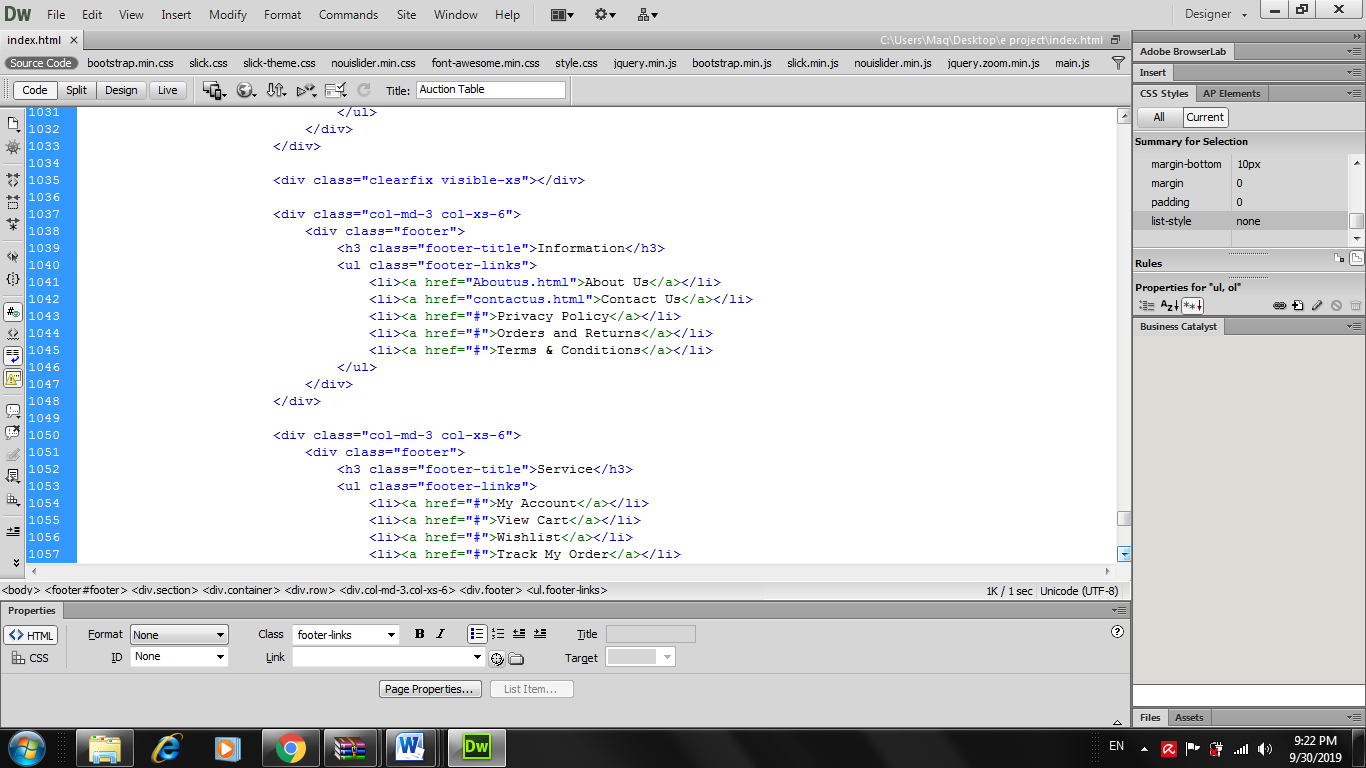 Dw File Edit View Insert Modify Format Commands Site Window Help Designer
index.html C:\Users\Maq\Desktop\e project\index.html
Source Code bootstrap.min.css slick.css slick-theme.css nouislider.min.css font-awesome.min.css style.css jquery.min.js bootstrap.min.js slick.min.js nouislider.min.js jquery.zoom.min.js main.js
Code Split Design Live Title: Auction Table
1031 </ul>
1032 </div>
1033 </div>
1034
1035 <div class="clearfix visible-xs"></div>
1036
1037 <div class="col-md-3 col-xs-6">
1038 <div class="footer">
1039 <h3 class="footer-title">Information</h3>
1040 <ul class="footer-links">
1041 <li><a href="Aboutus.html">About Us</a></li>
1042 <li><a href="contactus.html">Contact Us</a></li>
1043 <li><a href="#">Privacy Policy</a></li>
1044 <li><a href="#">Orders and Returns</a></li>
1045 <li><a href="#">Terms & Conditions</a></li>
1046 </ul>
1047 </div>
1048 </div>
1049
1050 <div class="col-md-3 col-xs-6">
1051 <div class="footer">
1052 <h3 class="footer-title">Service</h3>
1053 <ul class="footer-links">
1054 <li><a href="#">My Account</a></li>
1055 <li><a href="#">View Cart</a></li>
1056 <li><a href="#">Wishlist</a></li>
1057 <li><a href="#">Track My Order</a></li>
<body> <footer#footer> <div.section> <div.container> <div.row> <div.col-md-3.col-xs-6> <div.footer> <ul.footer-links> 1K / 1 sec Unicode (UTF-8)
Properties
HTML Format None Class footer-links B I Title
CSS ID None Link Target
Page Properties... List Item...
Adobe BrowserLab
Insert
CSS Styles AP Elements
All Current
Summary for Selection
margin-bottom 10px
margin 0
padding 0
list-style none
Rules
Properties for "ul, ol"
Business Catalyst
Files Assets
Dw EN 9:22 PM
9/30/2019